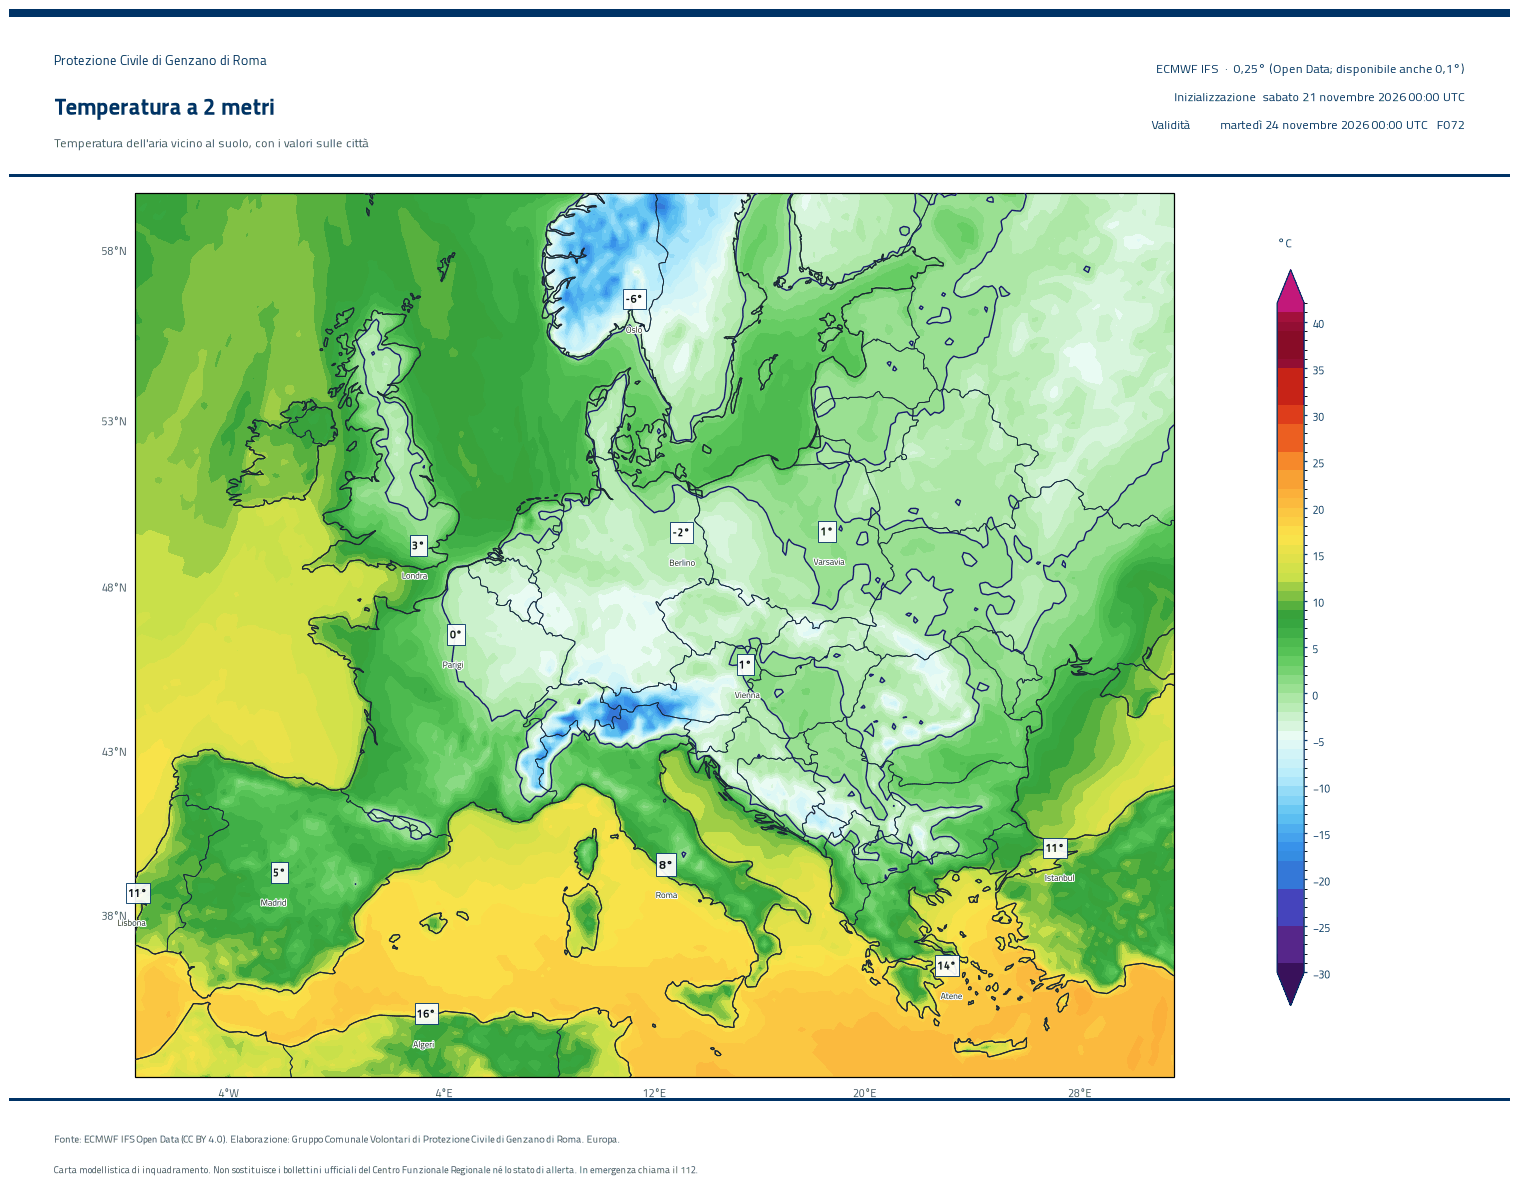 Protezione Civile di Genzano di Roma
Temperatura a 2 metri
Temperatura dell'aria vicino al suolo, con i valori sulle città
ECMWF IFS · 0,25° (Open Data; disponibile anche 0,1°)
Inizializzazione sabato 21 novembre 2026 00:00 UTC
Validità martedì 24 novembre 2026 00:00 UTC F072
58°N
53°N
48°N
43°N
38°N
4°W
4°E
12°E
20°E
28°E
-6°
Oslo
3°
Londra
-2°
Berlino
1°
Varsavia
0°
Parigi
1°
Vienna
5°
Madrid
11°
Lisbona
8°
Roma
11°
Istanbul
14°
Atene
16°
Algeri
°C
40
35
30
25
20
15
10
5
0
−5
−10
−15
−20
−25
−30
Fonte: ECMWF IFS Open Data (CC BY 4.0). Elaborazione: Gruppo Comunale Volontari di Protezione Civile di Genzano di Roma. Europa.
Carta modellistica di inquadramento. Non sostituisce i bollettini ufficiali del Centro Funzionale Regionale né lo stato di allerta. In emergenza chiama il 112.